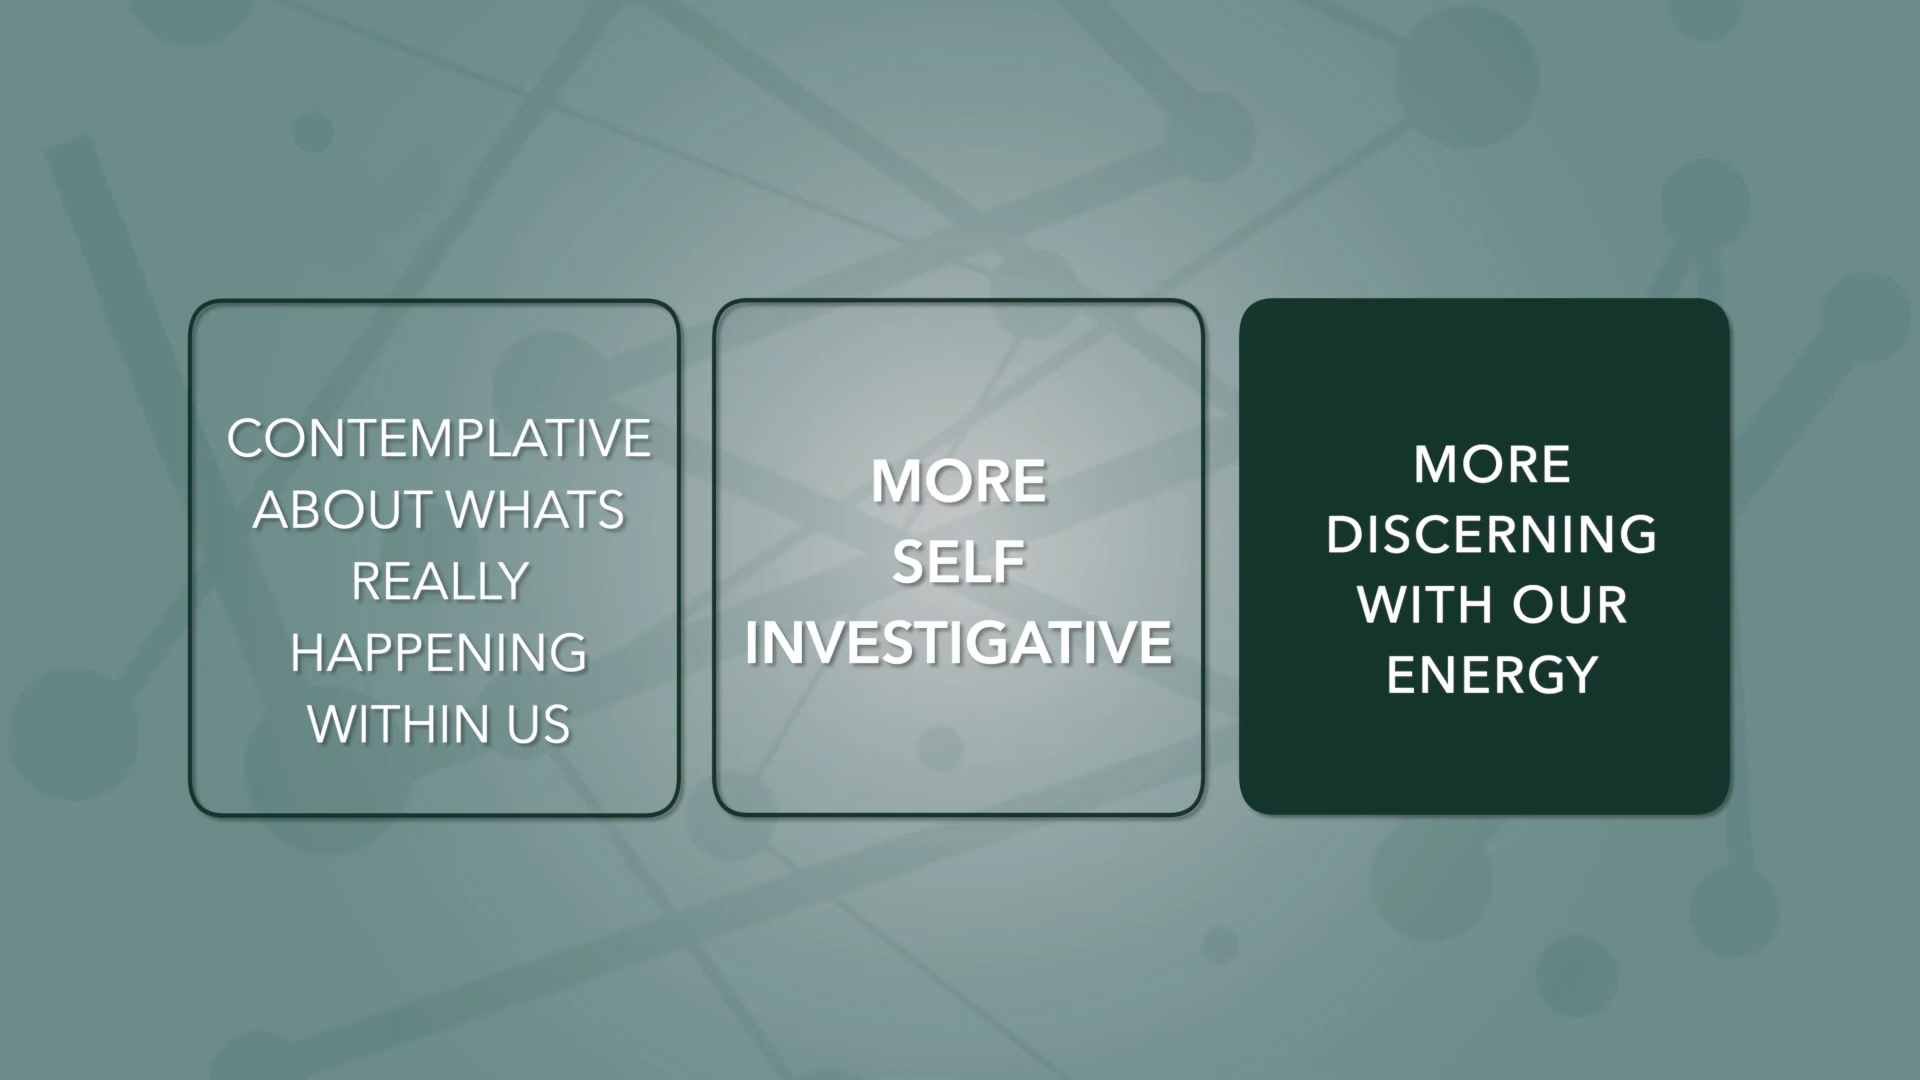 CONTEMPLATIVE
ABOUT WHATS
REALLY
HAPPENING
WITHIN US
MORE
SELF
INVESTIGATIVE
MORE
DISCERNING
WITH OUR
ENERGY